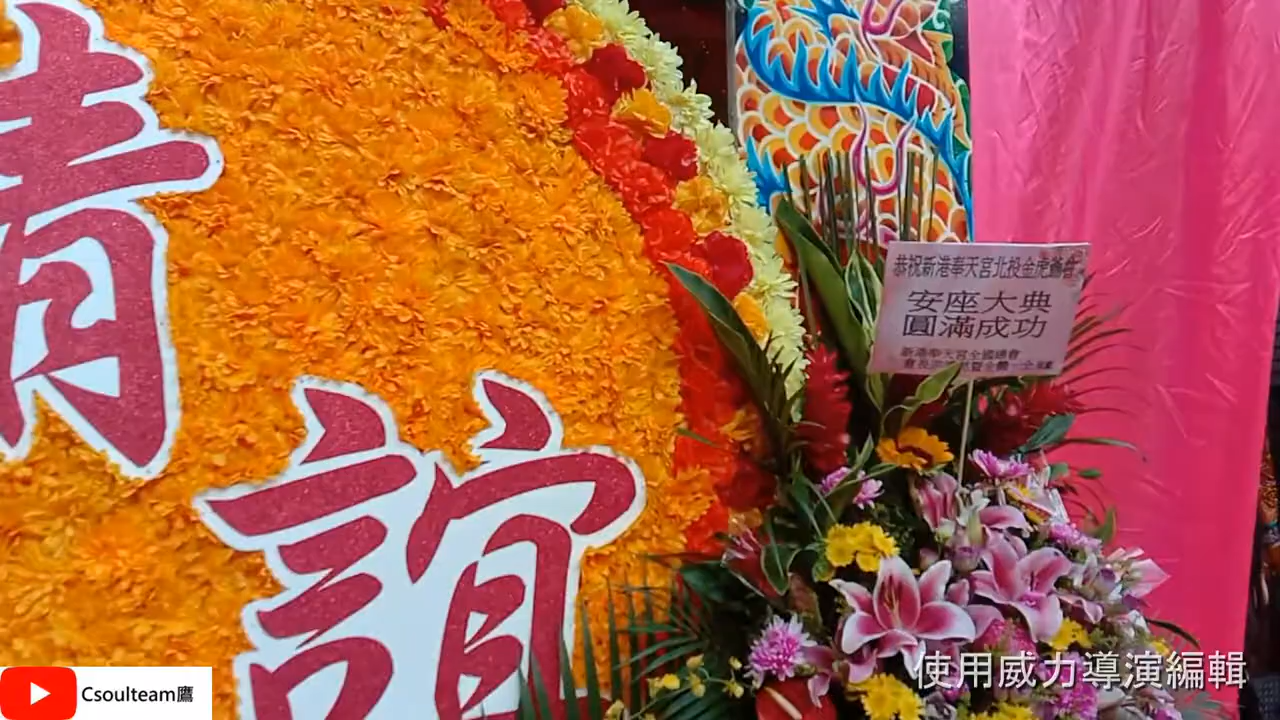 情
誼
恭祝新港奉天宮北投金虎爺會
安座大典
圓滿成功
新港奉天宮全國總會
Csoulteam鷹
使用威力導演編輯